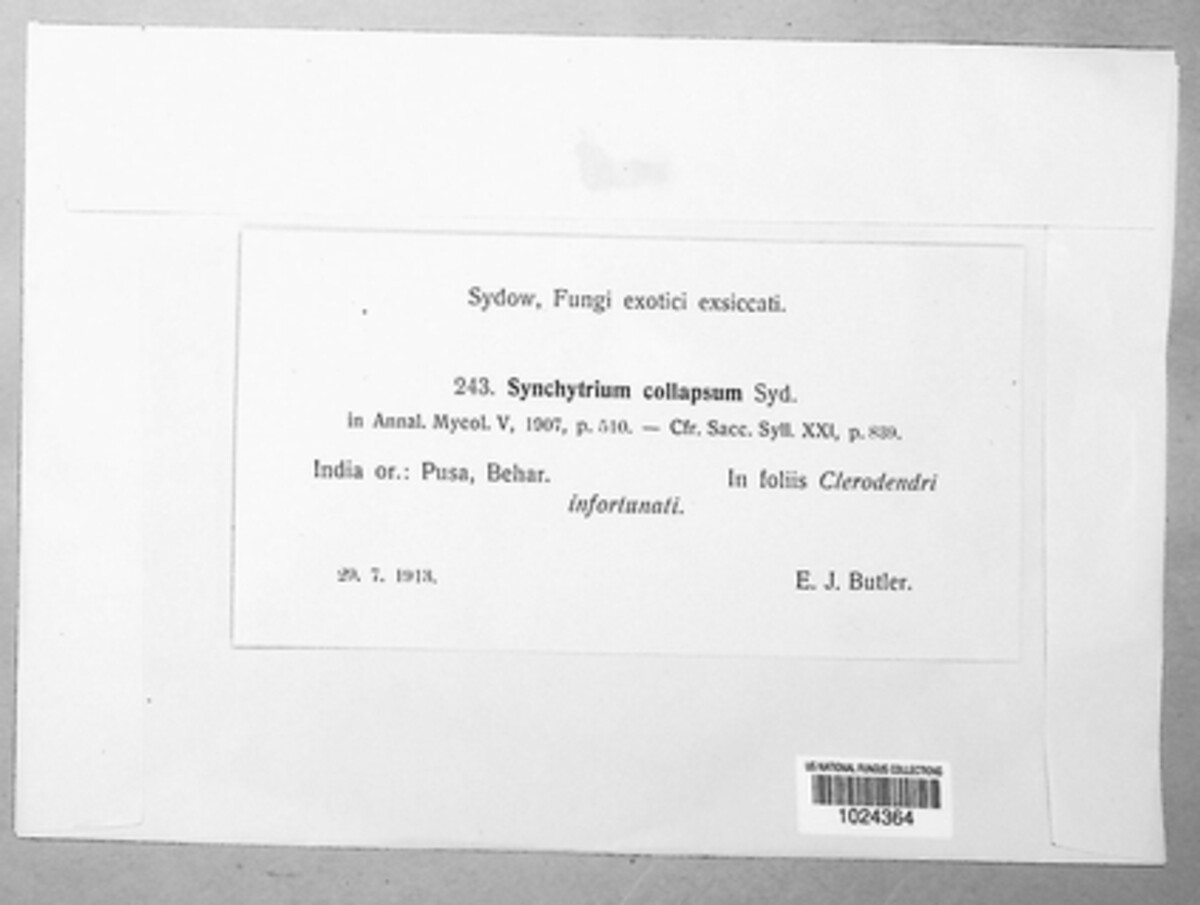 Sydow, Fungi exotici exsiccati.
243. Synchytrium collapsum Syd.
in Annal. Mycol. V, 1907, p. 510. — Cfr. Sacc. Syll. XXI, p. 839.
India or.: Pusa, Behar. In foliis Clerodendri
infortunati.
29. 7. 1913. E. J. Butler.
US NATIONAL FUNGUS COLLECTIONS
1024364